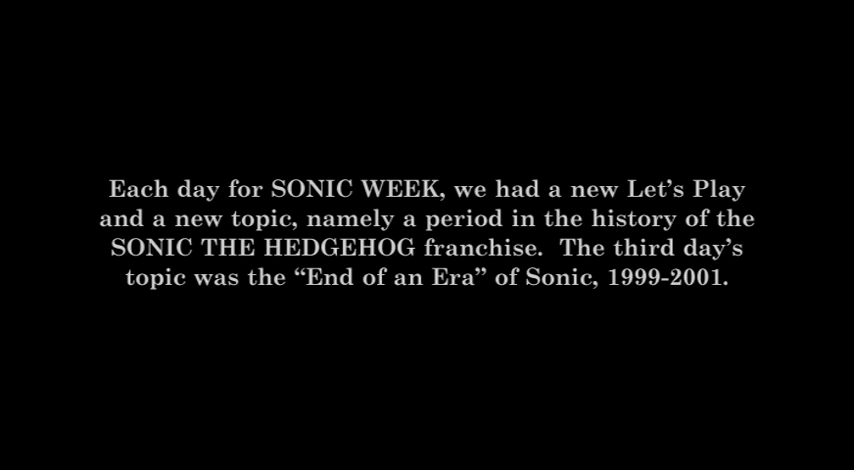 Each day for SONIC WEEK, we had a new Let’s Play
and a new topic, namely a period in the history of the
SONIC THE HEDGEHOG franchise.  The third day’s
topic was the “End of an Era” of Sonic, 1999-2001.